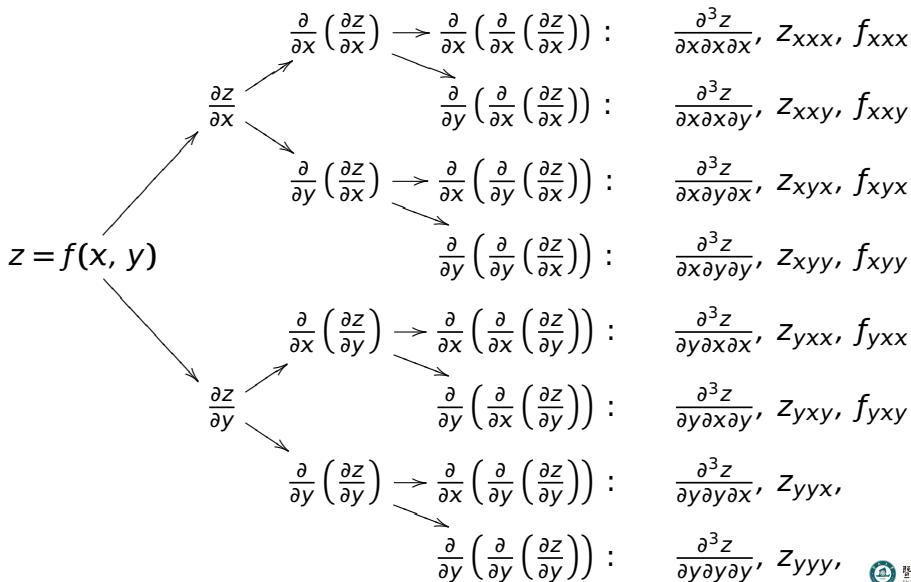 ∂/∂x (∂z/∂x) → ∂/∂x (∂/∂x (∂z/∂x)) : ∂³z/∂x∂x∂x, z_xxx, f_xxx
∂z/∂x ∂/∂y (∂/∂x (∂z/∂x)) : ∂³z/∂x∂x∂y, z_xxy, f_xxy
∂/∂y (∂z/∂x) → ∂/∂x (∂/∂y (∂z/∂x)) : ∂³z/∂x∂y∂x, z_xyx, f_xyx
z = f(x, y) ∂/∂y (∂/∂y (∂z/∂x)) : ∂³z/∂x∂y∂y, z_xyy, f_xyy
∂/∂x (∂z/∂y) → ∂/∂x (∂/∂x (∂z/∂y)) : ∂³z/∂y∂x∂x, z_yxx, f_yxx
∂z/∂y ∂/∂y (∂/∂x (∂z/∂y)) : ∂³z/∂y∂x∂y, z_yxy, f_yxy
∂/∂y (∂z/∂y) → ∂/∂x (∂/∂y (∂z/∂y)) : ∂³z/∂y∂y∂x, z_yyx,
∂/∂y (∂/∂y (∂z/∂y)) : ∂³z/∂y∂y∂y, z_yyy,